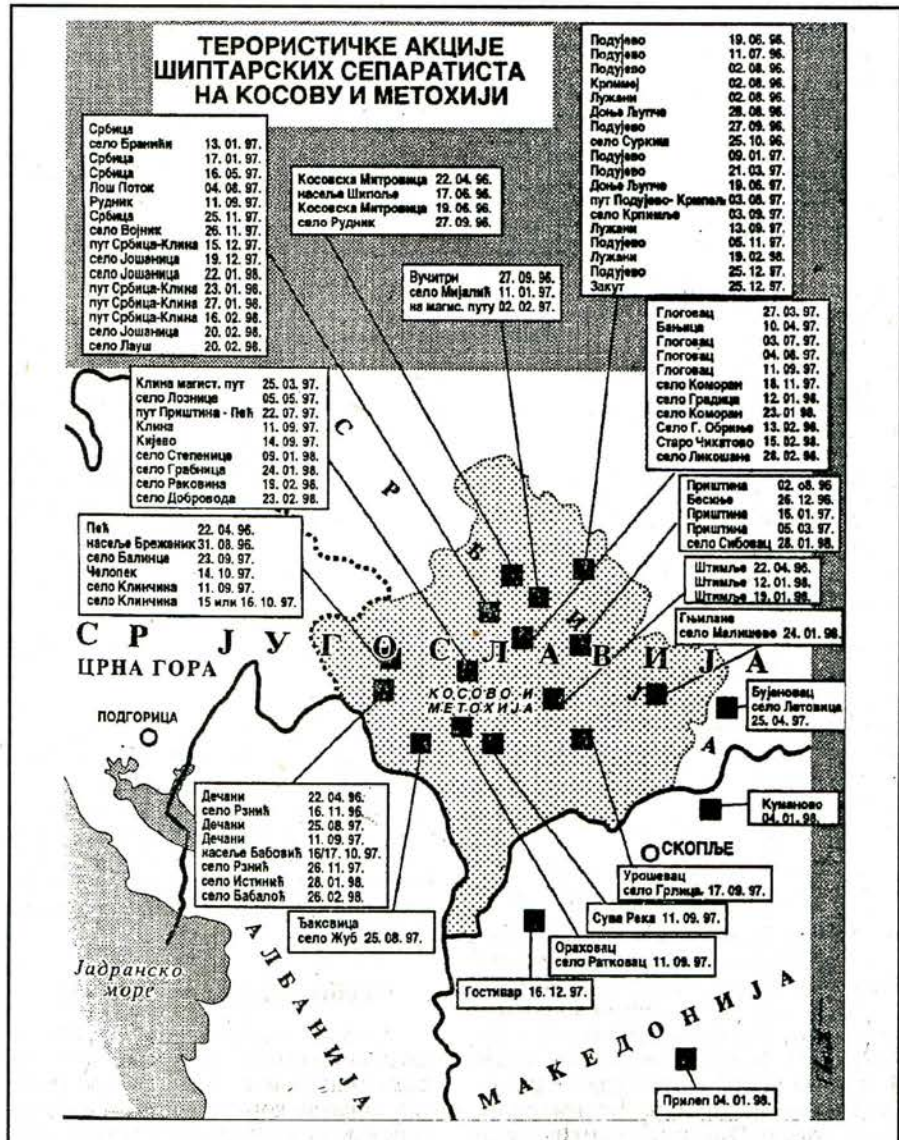 ТЕРОРИСТИЧКЕ АКЦИЈЕ
ШИПТАРСКИХ СЕПАРАТИСТА
НА КОСОВУ И МЕТОХИЈИ
Србица
село Бранићи 13. 01. 97.
Србица 17. 01. 97.
Србица 16. 05. 97.
Лош Поток 04. 08. 97.
Рудник 11. 09. 97.
Србица 25. 11. 97.
село Војник 26. 11. 97.
пут Србица-Клина 15. 12. 97.
село Јошаница 19. 12. 97.
село Јошаница 22. 01. 98.
пут Србица-Клина 23. 01. 98.
пут Србица-Клина 27. 01. 98.
пут Србица-Клина 16. 02. 98.
село Јошаница 20. 02. 98.
село Лауш 20. 02. 98.
Косовска Митровица 22. 04. 96.
насеље Шипоље 17. 06. 96.
Косовска Митровица 19. 06. 96.
село Рудник 27. 09. 96.
Вучитрн 27. 09. 96.
село Мијалић 11. 01. 97.
на магис. путу 02. 02. 97.
Подујево 19. 06. 96.
Подујево 11. 07. 96.
Подујево 02. 08. 96.
Крпимеј 02. 08. 96.
Лужани 02. 08. 96.
Доње Љупче 28. 08. 96.
Подујево 27. 09. 96.
село Суркиш 25. 10. 96.
Подујево 09. 01. 97.
Подујево 21. 03. 97.
Доње Љупче 19. 06. 97.
пут Подујево- 03. 08. 97.
село Крпимље 03. 09. 97.
Лужани 13. 09. 97.
Подујево 05. 11. 97.
Лужани 19. 02. 98.
Подујево 25. 12. 97.
Закут 25. 12. 97.
Глоговац 27. 03. 97.
Бањица 10. 04. 97.
Глоговац 03. 07. 97.
Глоговац 04. 08. 97.
Глоговац 11. 09. 97.
село Коморан 18. 11. 97.
село Градица 12. 01. 98.
село Коморан 23. 01 98.
Село Г. Обриње 13. 02. 98.
Старо Чикатово 15. 02. 98.
село Ликошане 28. 02. 98.
Клина магист. пут 25. 03. 97.
село Лозница 05. 05. 97.
пут Приштина - Пећ 22. 07. 97.
Клина 11. 09. 97.
Кијево 14. 09. 97.
село Степеница 09. 01. 98.
село Грабница 24. 01. 98.
село Раковина 19. 02. 98.
село Добровода 23. 02. 98.
Приштина 02. о8. 96
Бескње 26. 12. 96.
Приштина 16. 01. 97.
Приштина 05. 03. 97.
село Сибовац 28. 01. 98.
Пећ 22. 04. 96.
насеље Брежаник 31. 08. 96.
село Балинце 23. 09. 97.
Челопек 14. 10. 97.
село Клинчина 11. 09. 97.
село Клинчина 15 или 16. 10. 97.
Штимље 22. 04. 96.
Штимље 12. 01. 98.
Штимље 19. 01. 98.
Гњилане
село Малишево 24. 01. 98.
СРБИЈА
СР ЈУГОСЛАВИЈА
ЦРНА ГОРА
КОСОВО И
МЕТОХИЈА
ПОДГОРИЦА
Бујановац
село Летовица
25. 04. 97.
Дечани 22. 04. 96.
село Рзнић 16. 11. 96.
Дечани 25. 08. 97.
Дечани 11. 09. 97.
насеље Бабовић 16/17. 10. 97.
село Рзнић 26. 11. 97.
село Истинић 28. 01. 98.
село Бабалоћ 26. 02. 98.
Куманово
04. 01. 98.
СКОПЉЕ
Урошевац
село Грлица 17. 09. 97.
Сува Река 11. 09. 97.
Ђаковица
село Жуб 25. 08. 97.
Ораховац
село Ратковац 11. 09. 97.
Гостивар 16. 12. 97.
Јадранско
море
АЛБАНИЈА
МАКЕДОНИЈА
Прилеп 04. 01. 98.